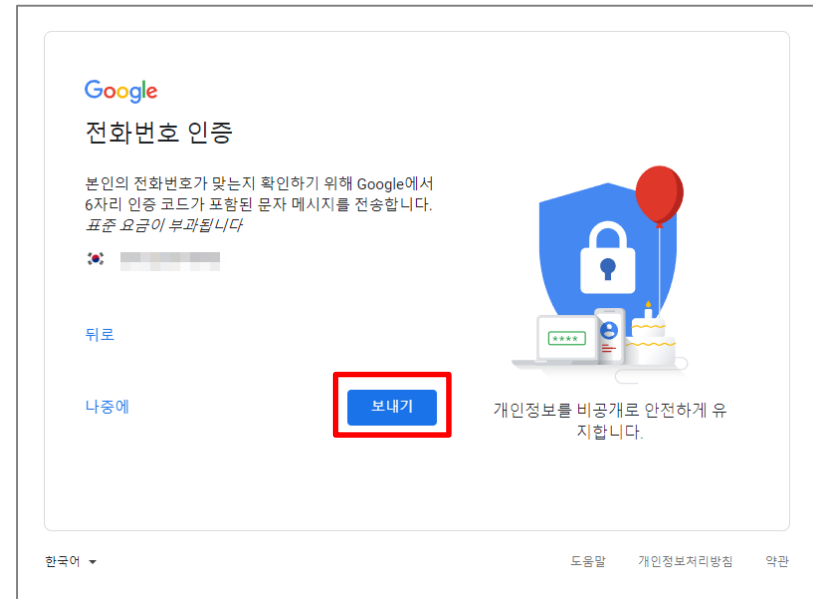 Google
전화번호 인증
본인의 전화번호가 맞는지 확인하기 위해 Google에서
6자리 인증 코드가 포함된 문자 메시지를 전송합니다.
표준 요금이 부과됩니다
뒤로
나중에
보내기
****
개인정보를 비공개로 안전하게 유
지합니다.
한국어
도움말 개인정보처리방침 약관